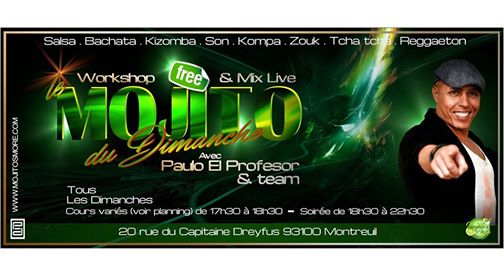 Salsa . Bachata . Kizomba . Son . Kompa . Zouk . Tcha tcha . Reggaeton
Workshop free & Mix Live
le MOJITO
du Dimanche
Avec
Paulo El Profesor
& team
Tous
Les Dimanches
Cours variés (voir planning) de 17h30 à 18h30 - Soirée de 18h30 à 22h30
20 rue du Capitaine Dreyfus 93100 Montreuil
WWW.MOJITOSMORE.COM